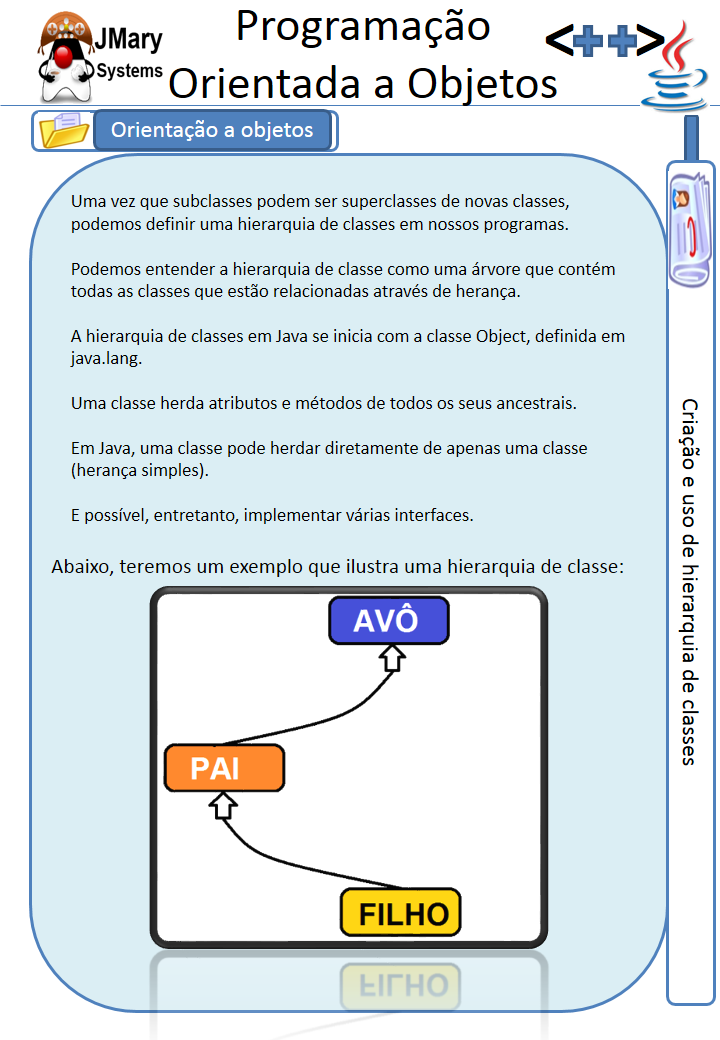 JMary
Systems
Programação
Orientada a Objetos
<++>
Orientação a objetos
Uma vez que subclasses podem ser superclasses de novas classes,
podemos definir uma hierarquia de classes em nossos programas.
Podemos entender a hierarquia de classe como uma árvore que contém
todas as classes que estão relacionadas através de herança.
A hierarquia de classes em Java se inicia com a classe Object, definida em
java.lang.
Uma classe herda atributos e métodos de todos os seus ancestrais.
Em Java, uma classe pode herdar diretamente de apenas uma classe
(herança simples).
E possível, entretanto, implementar várias interfaces.
Abaixo, teremos um exemplo que ilustra uma hierarquia de classe:
AVÔ
PAI
FILHO
Criação e uso de hierarquia de classes